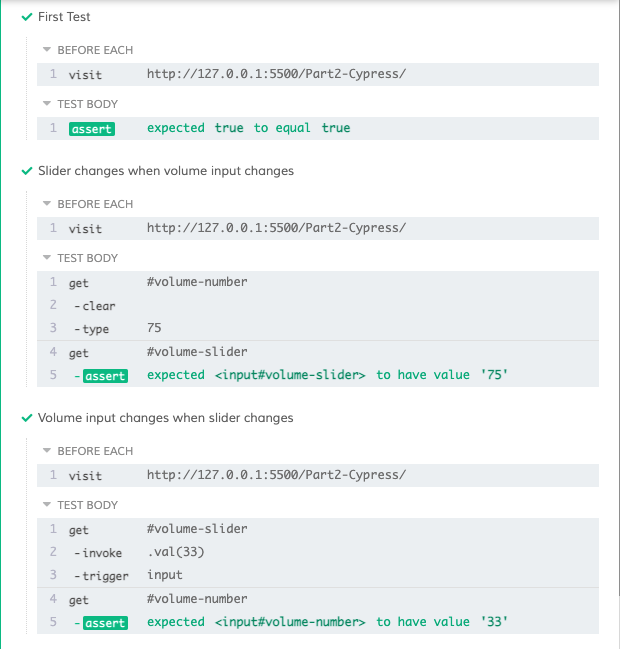 First Test
BEFORE EACH
1 visit http://127.0.0.1:5500/Part2-Cypress/
TEST BODY
1 assert expected true to equal true
Slider changes when volume input changes
BEFORE EACH
1 visit http://127.0.0.1:5500/Part2-Cypress/
TEST BODY
1 get #volume-number
2 -clear
3 -type 75
4 get #volume-slider
5 -assert expected <input#volume-slider> to have value '75'
Volume input changes when slider changes
BEFORE EACH
1 visit http://127.0.0.1:5500/Part2-Cypress/
TEST BODY
1 get #volume-slider
2 -invoke .val(33)
3 -trigger input
4 get #volume-number
5 -assert expected <input#volume-number> to have value '33'